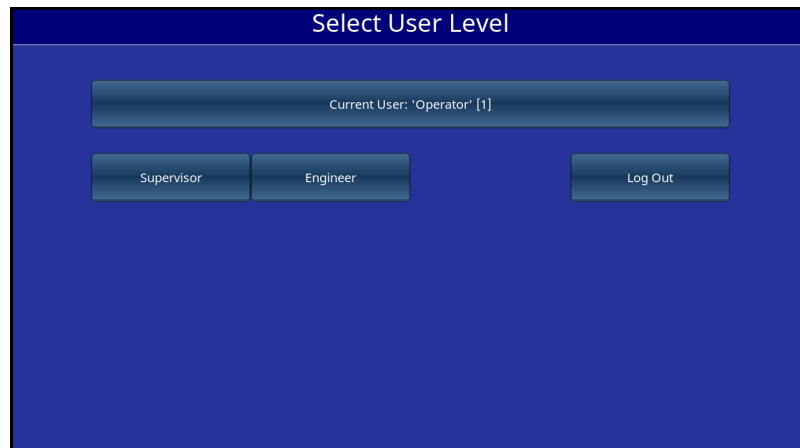 Select User Level
Current User: 'Operator' [1]
Supervisor Engineer Log Out